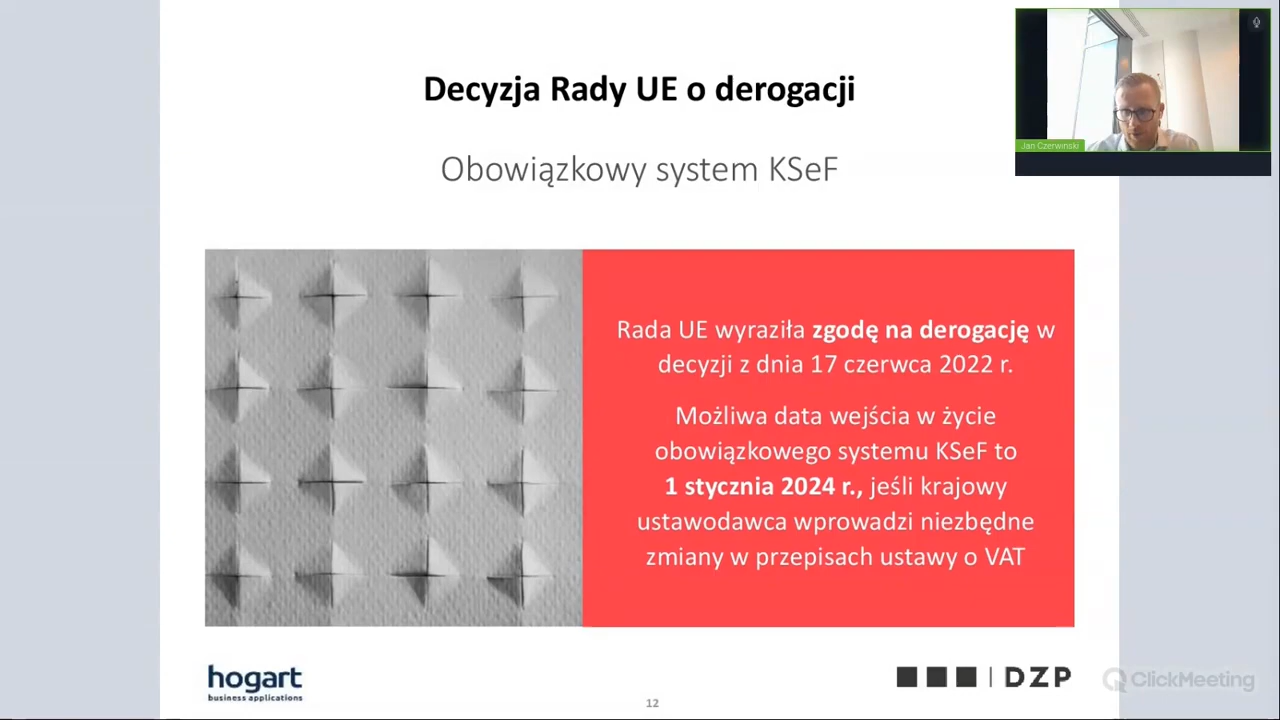 Decyzja Rady UE o derogacji
Obowiązkowy system KSeF
Jan Czerwinski
Rada UE wyraziła zgodę na derogację w
decyzji z dnia 17 czerwca 2022 r.
Możliwa data wejścia w życie
obowiązkowego systemu KSeF to
1 stycznia 2024 r., jeśli krajowy
ustawodawca wprowadzi niezbędne
zmiany w przepisach ustawy o VAT
hogart
business applications
12
DZP
ClickMeeting